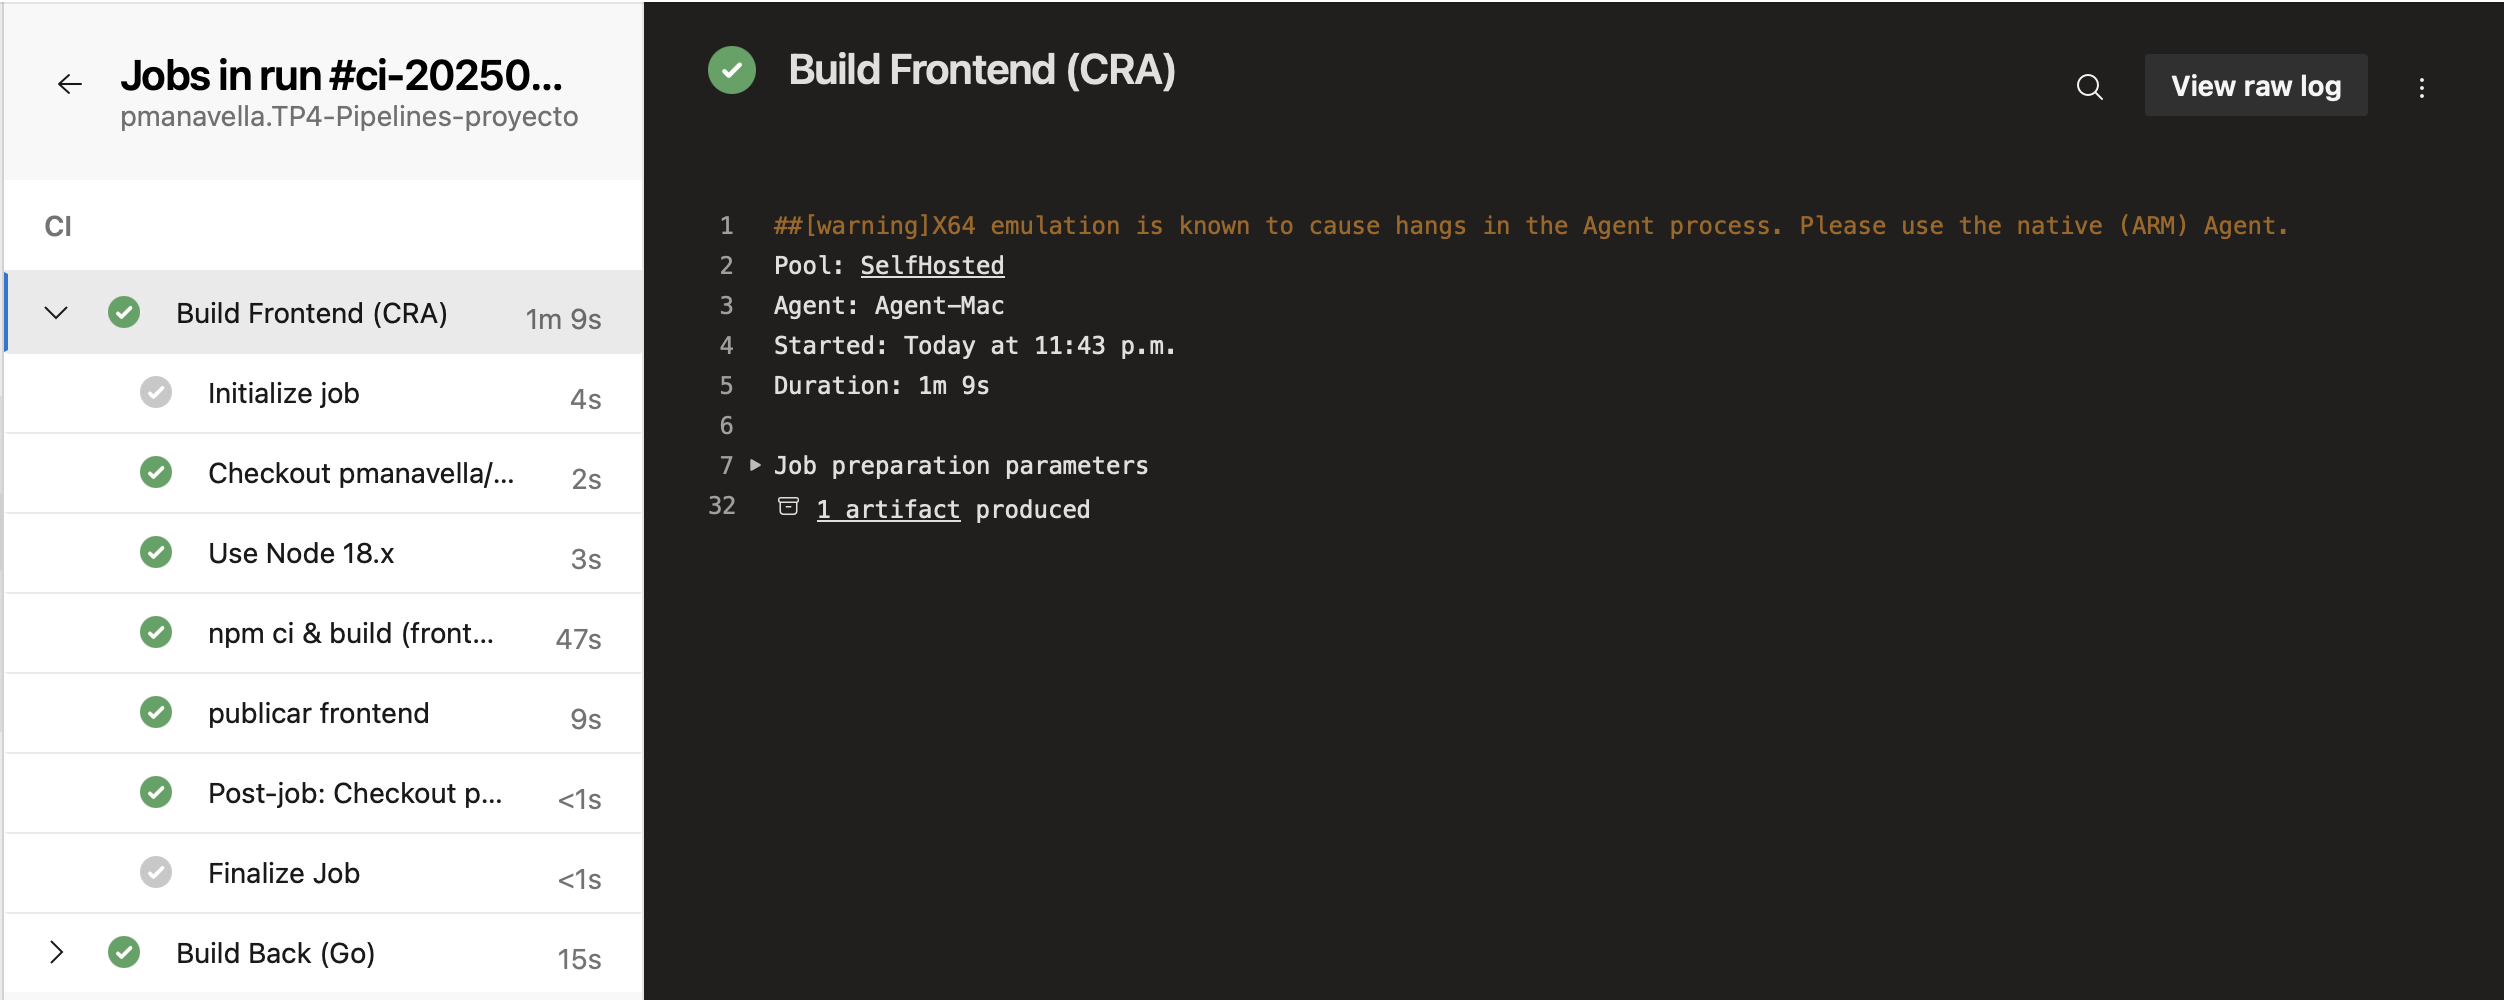 Jobs in run #ci-20250...
pmanavella.TP4-Pipelines-proyecto
CI
Build Frontend (CRA) 1m 9s
Initialize job 4s
Checkout pmanavella/... 2s
Use Node 18.x 3s
npm ci & build (front... 47s
publicar frontend 9s
Post-job: Checkout p... <1s
Finalize Job <1s
Build Back (Go) 15s
Build Frontend (CRA)
View raw log
1 ##[warning]X64 emulation is known to cause hangs in the Agent process. Please use the native (ARM) Agent.
2 Pool: SelfHosted
3 Agent: Agent-Mac
4 Started: Today at 11:43 p.m.
5 Duration: 1m 9s
6
7 Job preparation parameters
32 1 artifact produced